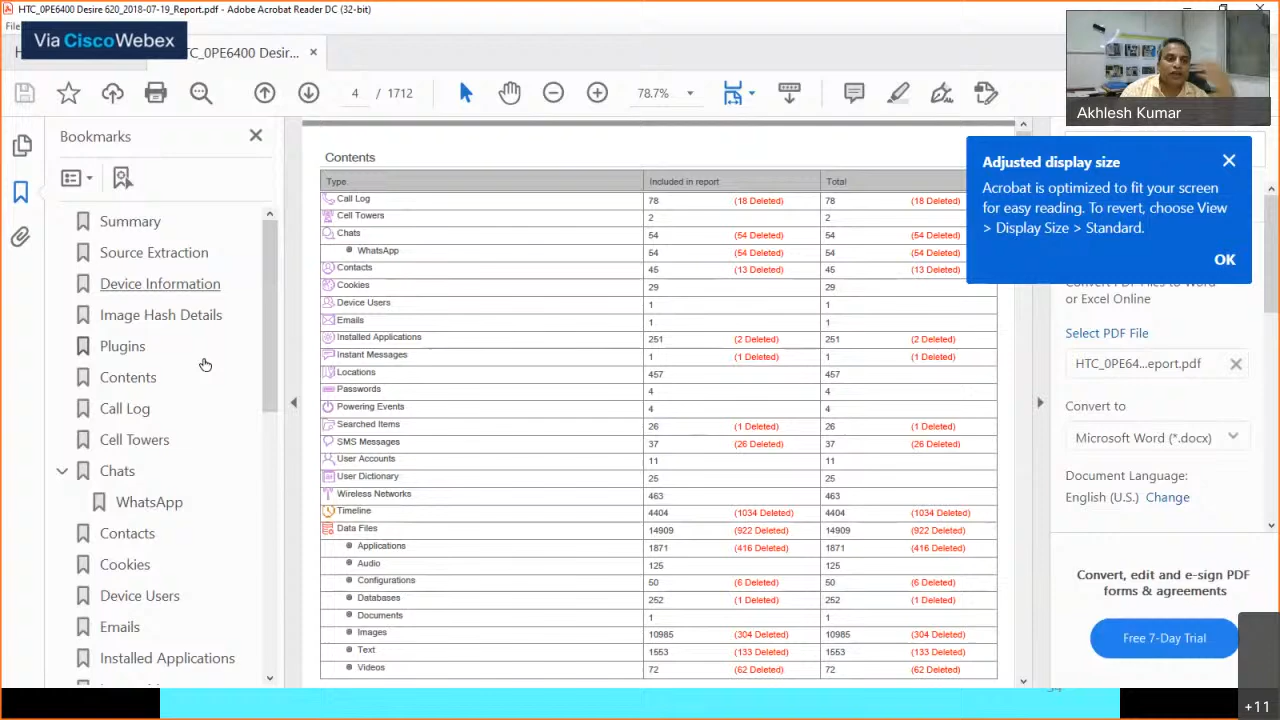 HTC_0PE6400 Desire 620_2018-07-19_Report.pdf - Adobe Acrobat Reader DC (32-bit)
Via Cisco Webex
TC_0PE6400 Desir...
4 / 1712
78.7%
Akhlesh Kumar
Bookmarks
Summary
Source Extraction
Device Information
Image Hash Details
Plugins
Contents
Call Log
Cell Towers
Chats
WhatsApp
Contacts
Cookies
Device Users
Emails
Installed Applications
Contents
Type Included in report Total
Call Log 78 (18 Deleted) 78 (18 Deleted)
Cell Towers 2 2
Chats 54 (54 Deleted) 54 (54 Deleted)
WhatsApp 54 (54 Deleted) 54 (54 Deleted)
Contacts 45 (13 Deleted) 45 (13 Deleted)
Cookies 29 29
Device Users 1 1
Emails 1 1
Installed Applications 251 (2 Deleted) 251 (2 Deleted)
Instant Messages 1 (1 Deleted) 1 (1 Deleted)
Locations 457 457
Passwords 4 4
Powering Events 4 4
Searched Items 26 (1 Deleted) 26 (1 Deleted)
SMS Messages 37 (26 Deleted) 37 (26 Deleted)
User Accounts 11 11
User Dictionary 25 25
Wireless Networks 463 463
Timeline 4404 (1034 Deleted) 4404 (1034 Deleted)
Data Files 14909 (922 Deleted) 14909 (922 Deleted)
Applications 1871 (416 Deleted) 1871 (416 Deleted)
Audio 125 125
Configurations 50 (6 Deleted) 50 (6 Deleted)
Databases 252 (1 Deleted) 252 (1 Deleted)
Documents 1 1
Images 10985 (304 Deleted) 10985 (304 Deleted)
Text 1553 (133 Deleted) 1553 (133 Deleted)
Videos 72 (62 Deleted) 72 (62 Deleted)
Adjusted display size
Acrobat is optimized to fit your screen
for easy reading. To revert, choose View
> Display Size > Standard.
OK
Convert PDF Files to Word
or Excel Online
Select PDF File
HTC_0PE64...eport.pdf
Convert to
Microsoft Word (*.docx)
Document Language:
English (U.S.) Change
Convert, edit and e-sign PDF
forms & agreements
Free 7-Day Trial
+11